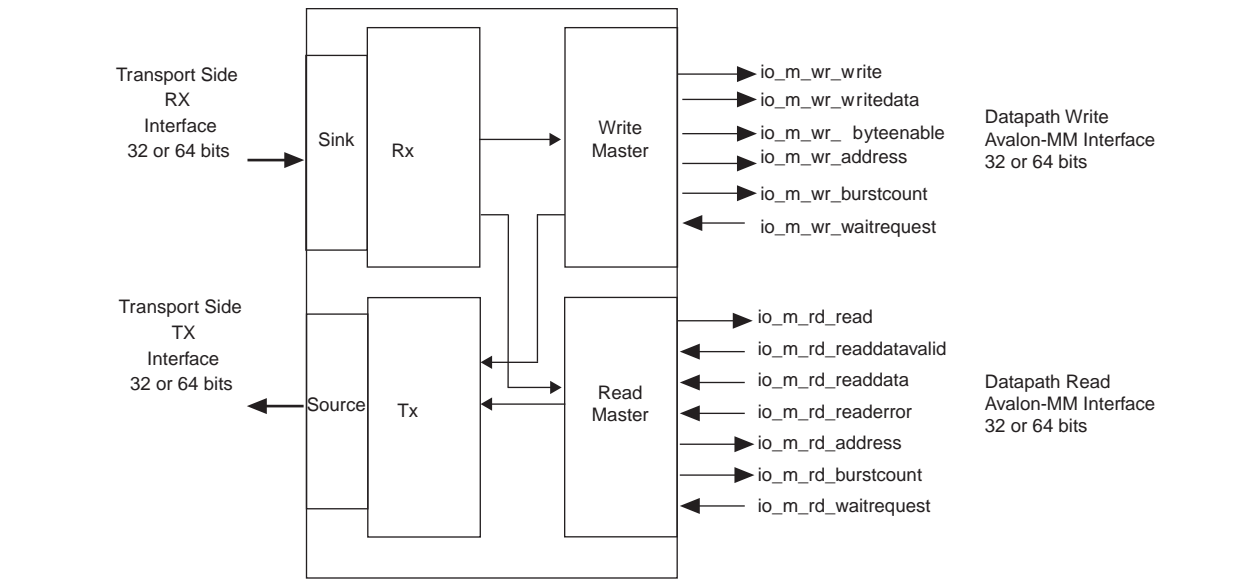 Transport Side
RX
Interface
32 or 64 bits
Sink
Rx
Write
Master
io_m_wr_write
io_m_wr_writedata
io_m_wr_ byteenable
io_m_wr_address
io_m_wr_burstcount
io_m_wr_waitrequest
Datapath Write
Avalon-MM Interface
32 or 64 bits
Transport Side
TX
Interface
32 or 64 bits
Source
Tx
Read
Master
io_m_rd_read
io_m_rd_readdatavalid
io_m_rd_readdata
io_m_rd_readerror
io_m_rd_address
io_m_rd_burstcount
io_m_rd_waitrequest
Datapath Read
Avalon-MM Interface
32 or 64 bits